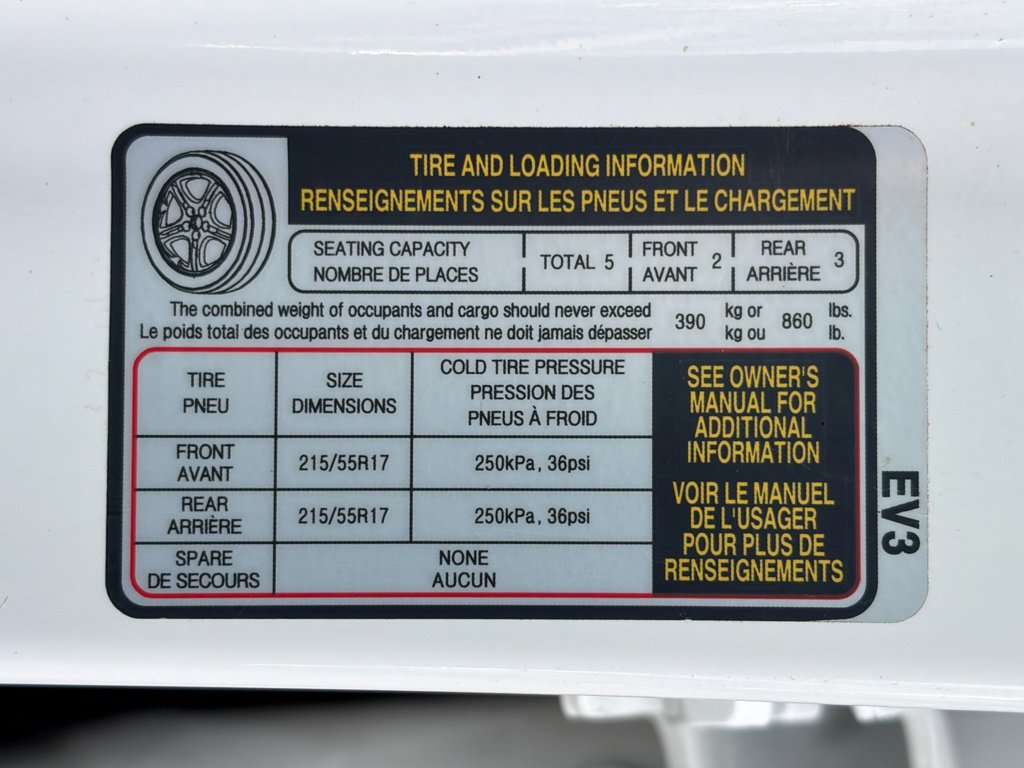 TIRE AND LOADING INFORMATION
RENSEIGNEMENTS SUR LES PNEUS ET LE CHARGEMENT
SEATING CAPACITY
NOMBRE DE PLACES
TOTAL 5
FRONT
AVANT
2
REAR
ARRIÈRE
3
The combined weight of occupants and cargo should never exceed
Le poids total des occupants et du chargement ne doit jamais dépasser
390
kg or
kg ou
860
lbs.
lb.
TIRE
PNEU
SIZE
DIMENSIONS
COLD TIRE PRESSURE
PRESSION DES
PNEUS À FROID
FRONT
AVANT
215/55R17
250kPa, 36psi
REAR
ARRIÈRE
215/55R17
250kPa, 36psi
SPARE
DE SECOURS
NONE
AUCUN
SEE OWNER'S
MANUAL FOR
ADDITIONAL
INFORMATION
VOIR LE MANUEL
DE L'USAGER
POUR PLUS DE
RENSEIGNEMENTS
EV3